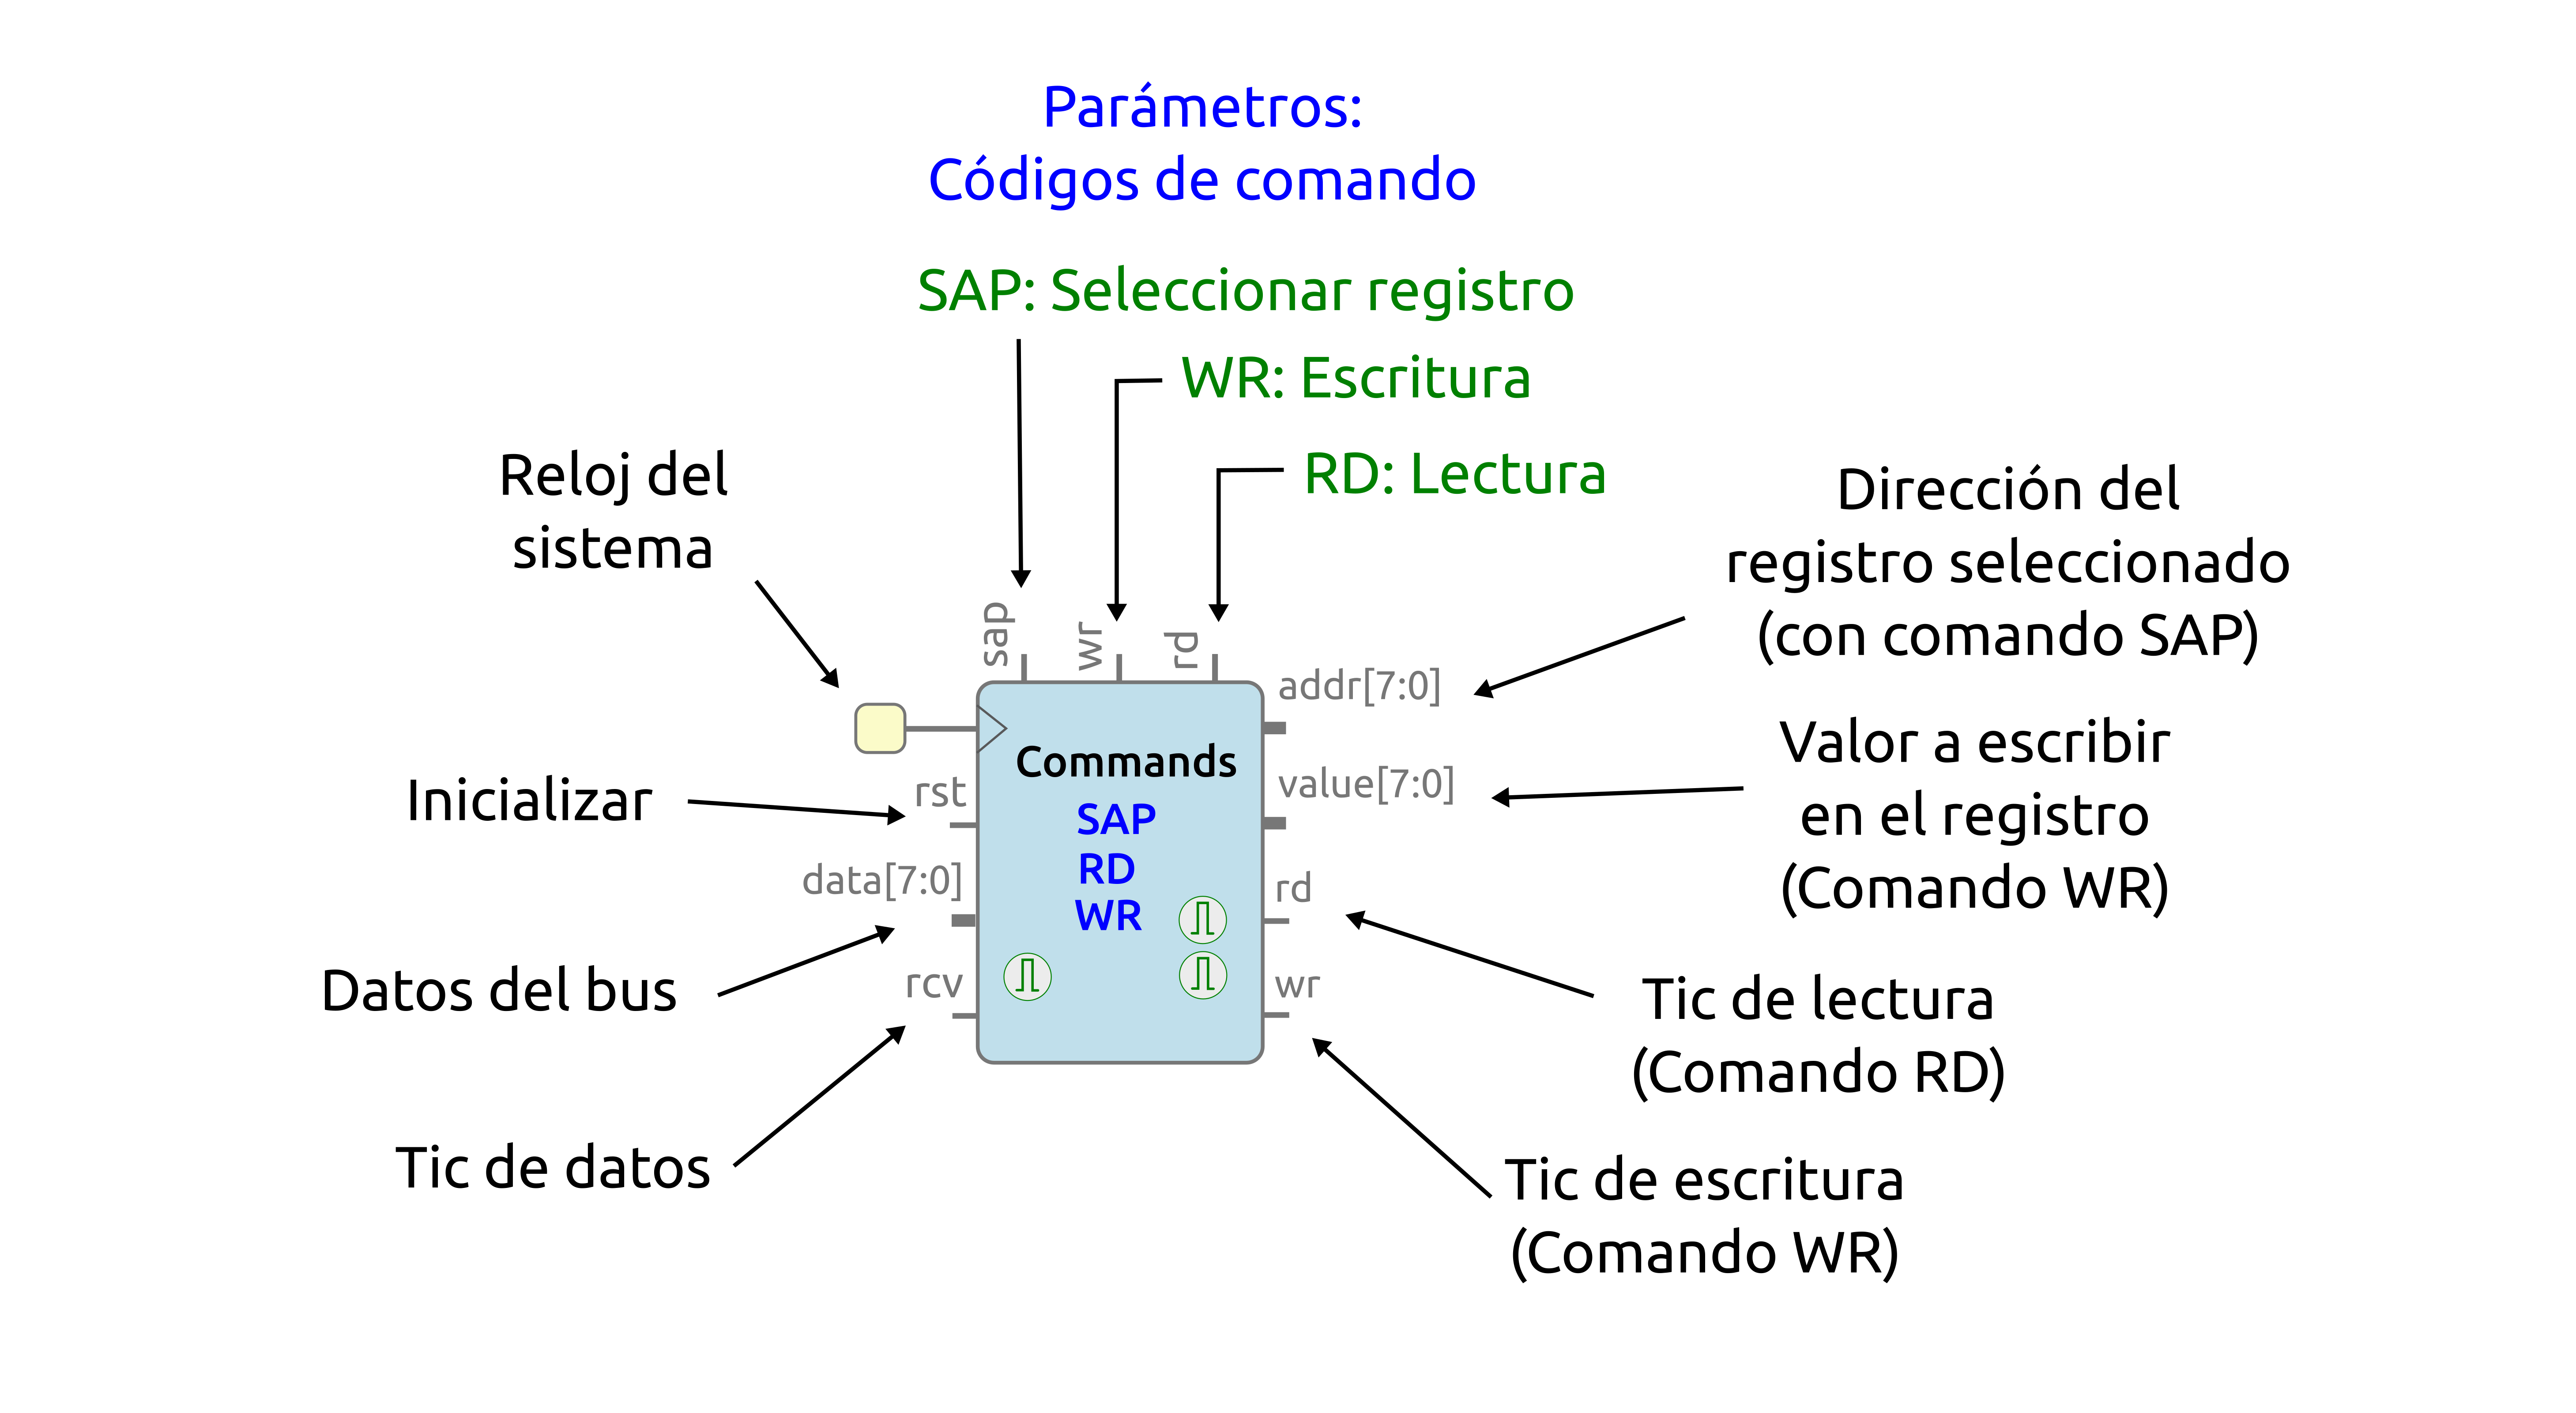 Parámetros:
Códigos de comando
SAP: Seleccionar registro
WR: Escritura
RD: Lectura
Reloj del
sistema
Inicializar
Datos del bus
Tic de datos
sap
wr
rd
rst
data[7:0]
rcv
Commands
SAP
RD
WR
addr[7:0]
value[7:0]
rd
wr
Dirección del
registro seleccionado
(con comando SAP)
Valor a escribir
en el registro
(Comando WR)
Tic de lectura
(Comando RD)
Tic de escritura
(Comando WR)